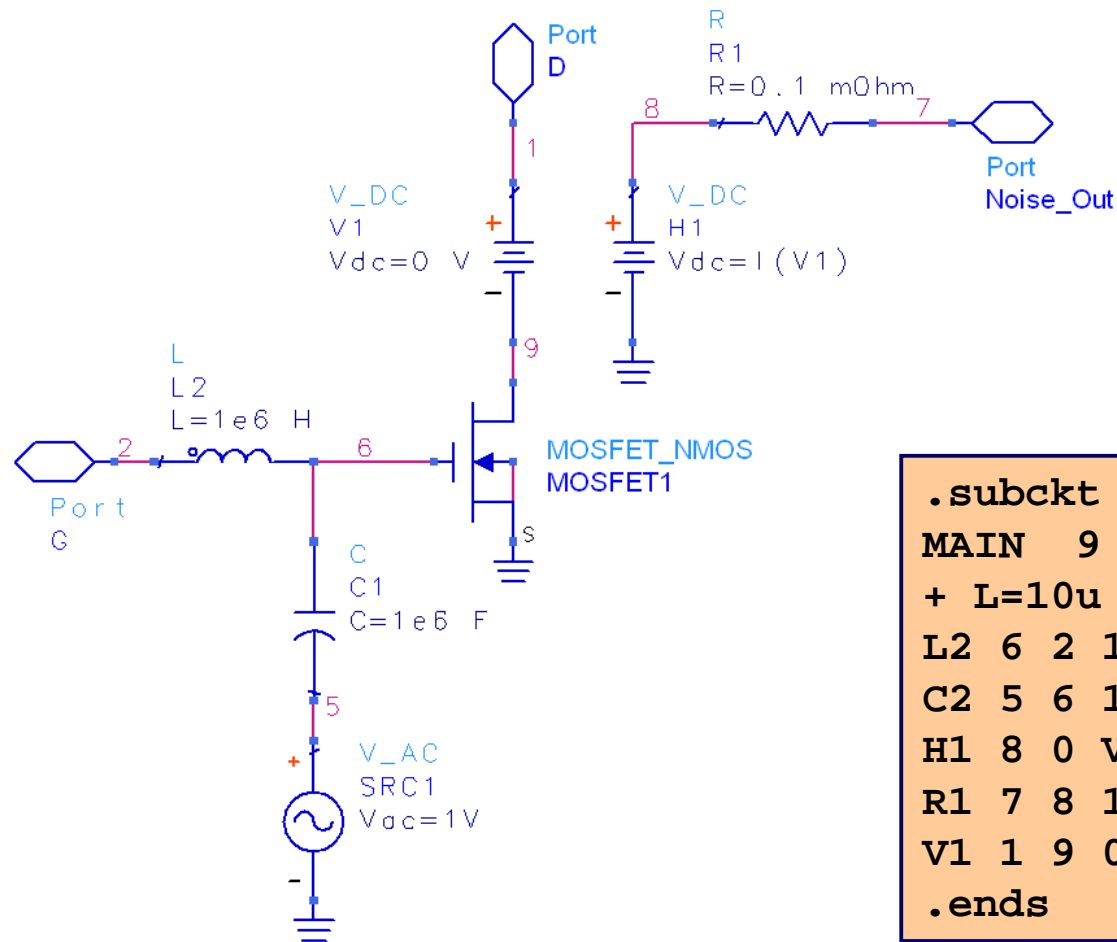 Port
D
1
V_DC
V1
Vdc=0 V
+
−
9
R
R1
R=0.1 mOhm
8
7
Port
Noise_Out
V_DC
H1
Vdc=I(V1)
+
−
L
L2
L=1e6 H
2
Port
G
6
MOSFET_NMOS
MOSFET1
S
C
C1
C=1e6 F
5
V_AC
SRC1
Vac=1V
+
-
.subckt
MAIN 9
+ L=10u
L2 6 2 1
C2 5 6 1
H1 8 0 V
R1 7 8 1
V1 1 9 0
.ends